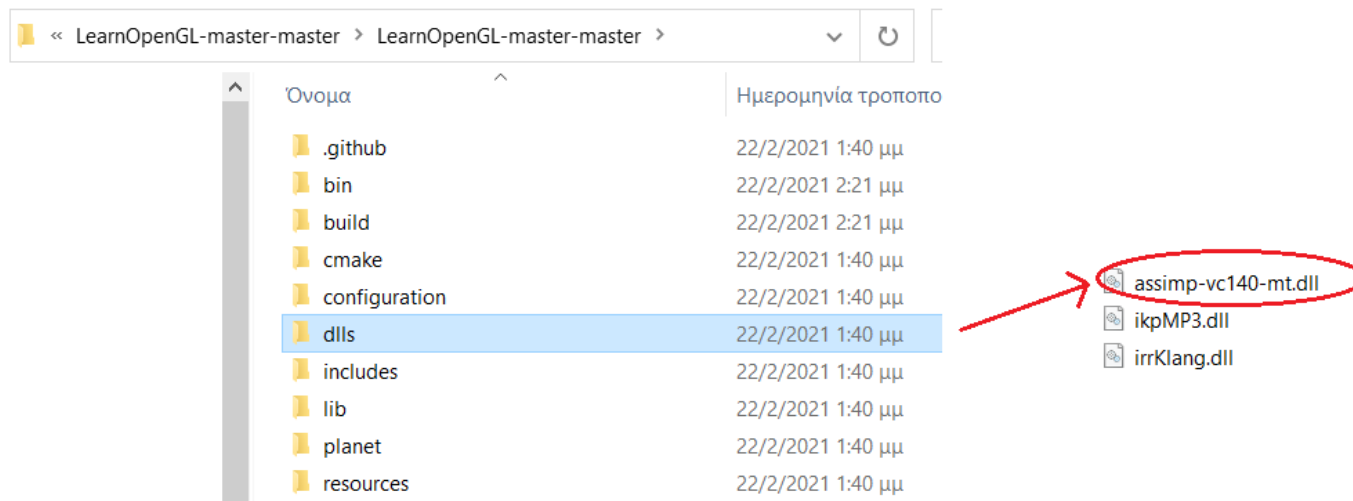 « LearnOpenGL-master-master > LearnOpenGL-master-master >
Όνομα Ημερομηνία τροποπο
.github 22/2/2021 1:40 μμ
bin 22/2/2021 2:21 μμ
build 22/2/2021 2:21 μμ
cmake 22/2/2021 1:40 μμ
configuration 22/2/2021 1:40 μμ
dlls 22/2/2021 1:40 μμ
includes 22/2/2021 1:40 μμ
lib 22/2/2021 1:40 μμ
planet 22/2/2021 1:40 μμ
resources 22/2/2021 1:40 μμ
assimp-vc140-mt.dll
ikpMP3.dll
irrKlang.dll